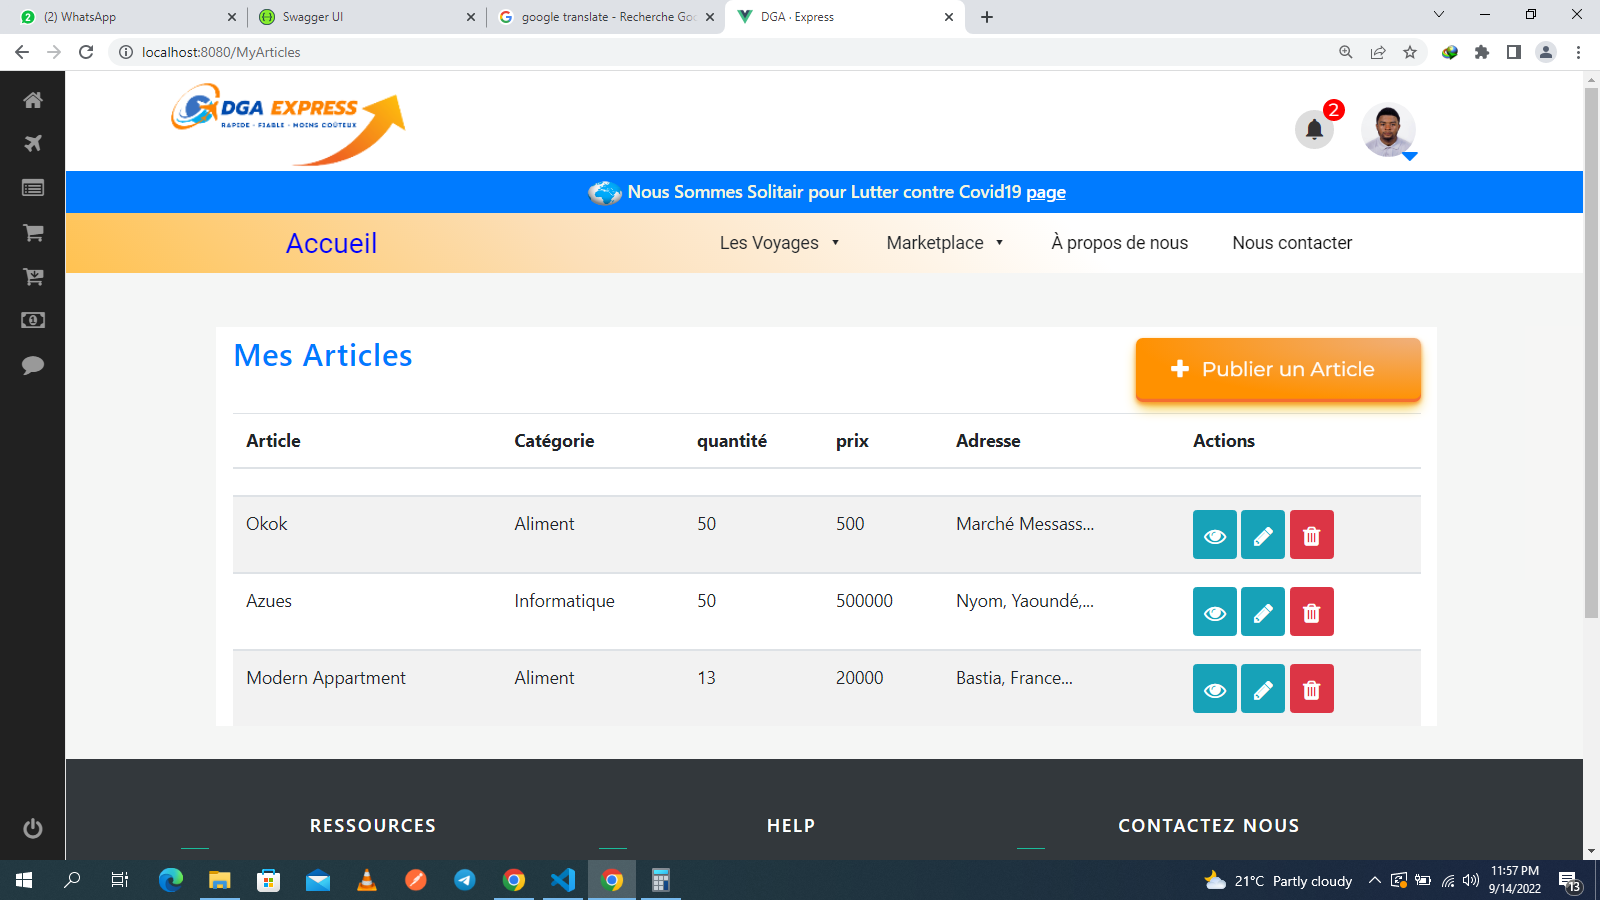 (2) WhatsApp
Swagger UI
google translate - Recherche Goo
DGA · Express
localhost:8080/MyArticles
DGA EXPRESS
RAPIDE - FIABLE - MOINS COÛTEUX
2
Nous Sommes Solitair pour Lutter contre Covid19 page
Accueil
Les Voyages
Marketplace
À propos de nous
Nous contacter
Mes Articles
Publier un Article
Article Catégorie quantité prix Adresse Actions
Okok Aliment 50 500 Marché Messass...
Azues Informatique 50 500000 Nyom, Yaoundé,...
Modern Appartment Aliment 13 20000 Bastia, France...
RESSOURCES
HELP
CONTACTEZ NOUS
21°C Partly cloudy
11:57 PM
9/14/2022
13